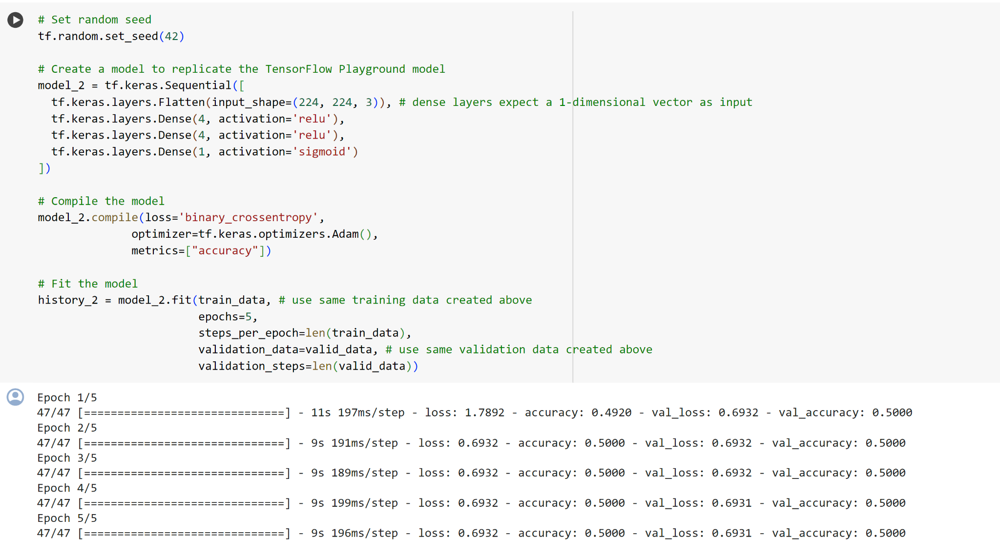 # Set random seed
tf.random.set_seed(42)
# Create a model to replicate the TensorFlow Playground model
model_2 = tf.keras.Sequential([
  tf.keras.layers.Flatten(input_shape=(224, 224, 3)), # dense layers expect a 1-dimensional vector as input
  tf.keras.layers.Dense(4, activation='relu'),
  tf.keras.layers.Dense(4, activation='relu'),
  tf.keras.layers.Dense(1, activation='sigmoid')
])
# Compile the model
model_2.compile(loss='binary_crossentropy',
              optimizer=tf.keras.optimizers.Adam(),
              metrics=["accuracy"])
# Fit the model
history_2 = model_2.fit(train_data, # use same training data created above
                        epochs=5,
                        steps_per_epoch=len(train_data),
                        validation_data=valid_data, # use same validation data created above
                        validation_steps=len(valid_data))
Epoch 1/5
47/47 [==============================] - 11s 197ms/step - loss: 1.7892 - accuracy: 0.4920 - val_loss: 0.6932 - val_accuracy: 0.5000
Epoch 2/5
47/47 [==============================] - 9s 191ms/step - loss: 0.6932 - accuracy: 0.5000 - val_loss: 0.6932 - val_accuracy: 0.5000
Epoch 3/5
47/47 [==============================] - 9s 189ms/step - loss: 0.6932 - accuracy: 0.5000 - val_loss: 0.6932 - val_accuracy: 0.5000
Epoch 4/5
47/47 [==============================] - 9s 199ms/step - loss: 0.6932 - accuracy: 0.5000 - val_loss: 0.6931 - val_accuracy: 0.5000
Epoch 5/5
47/47 [==============================] - 9s 196ms/step - loss: 0.6932 - accuracy: 0.5000 - val_loss: 0.6931 - val_accuracy: 0.5000